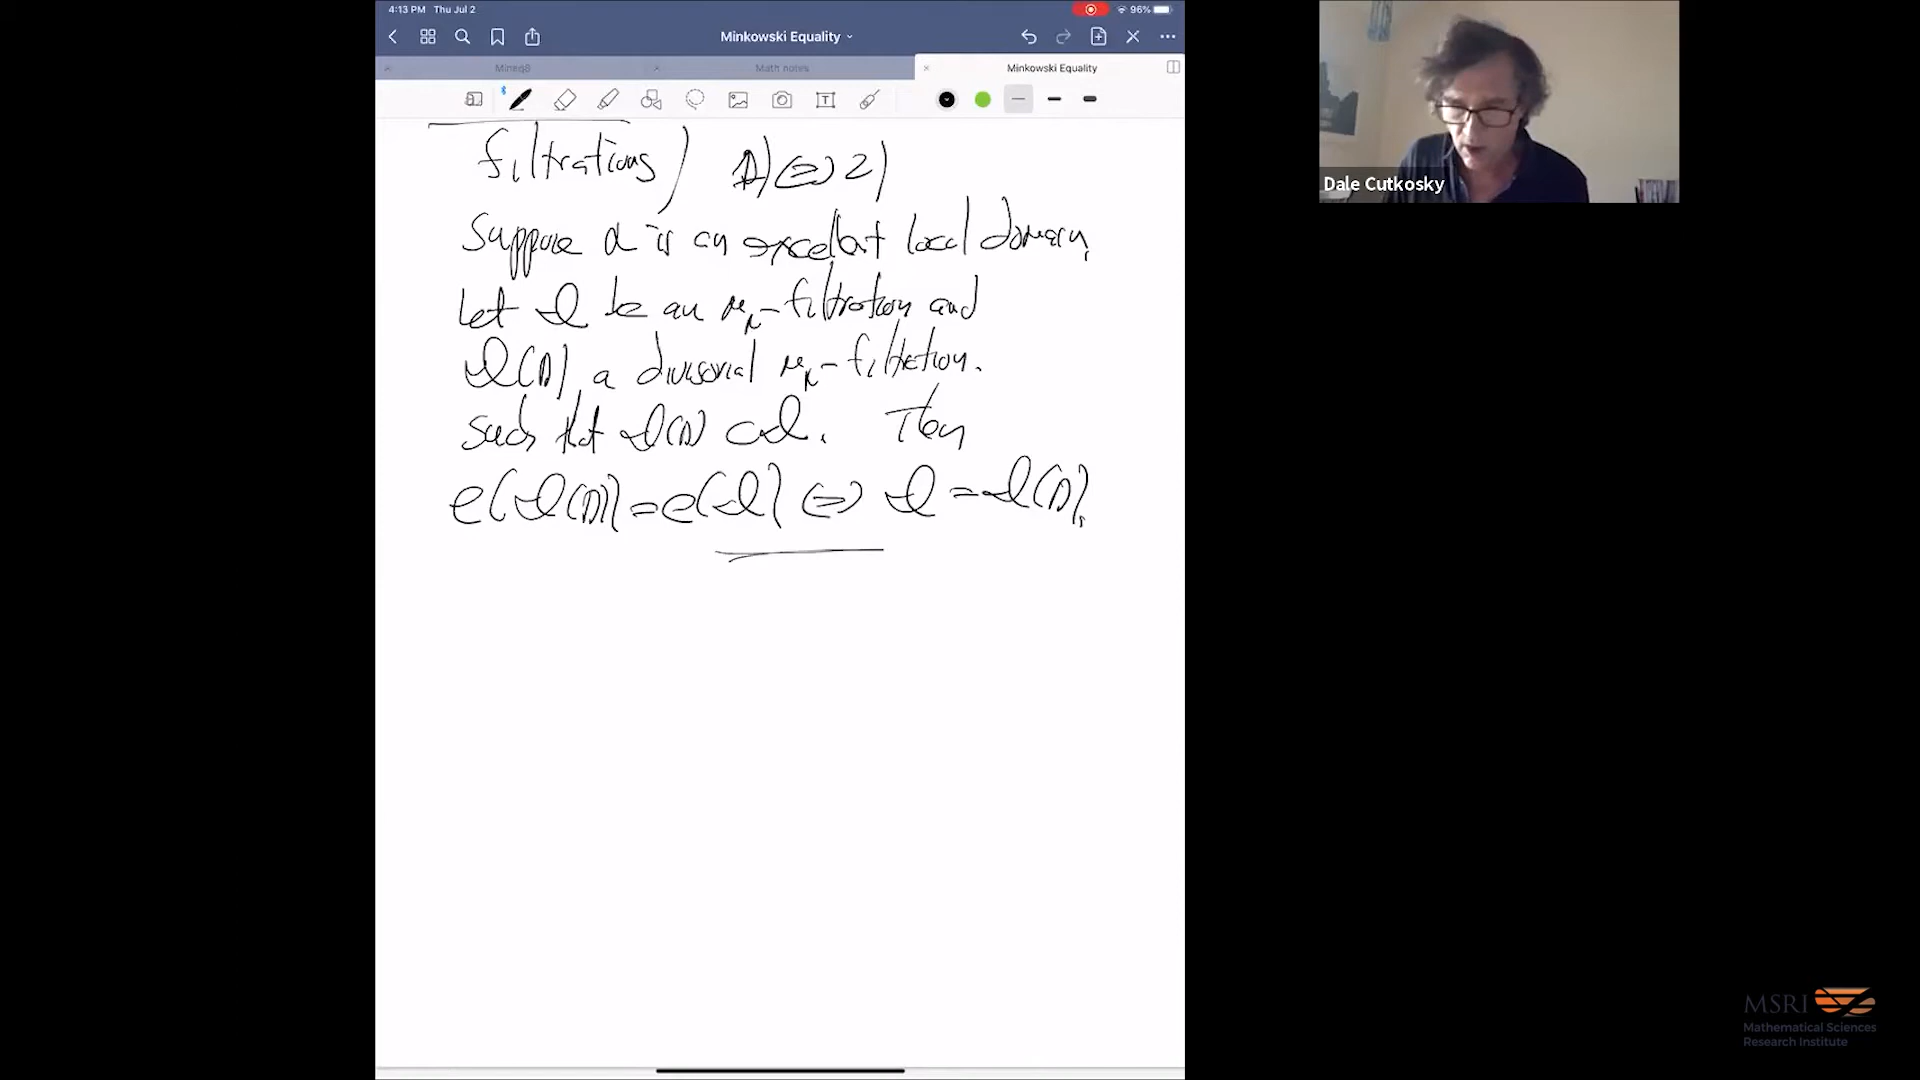 4:13 PM Thu Jul 2
96%
Minkowski Equality
Mineq8
Math notes
Minkowski Equality
filtrations) 1) ⇔ 2)
Suppose R is an excellent local domain,
Let I be an m_R-filtration and
I(D) a divisorial m_R-filtration.
such that I(D) ⊂ I. Then
e(I(D)) = e(I) ⇔ I = I(D).
Dale Cutkosky
MSRI
Mathematical Sciences
Research Institute